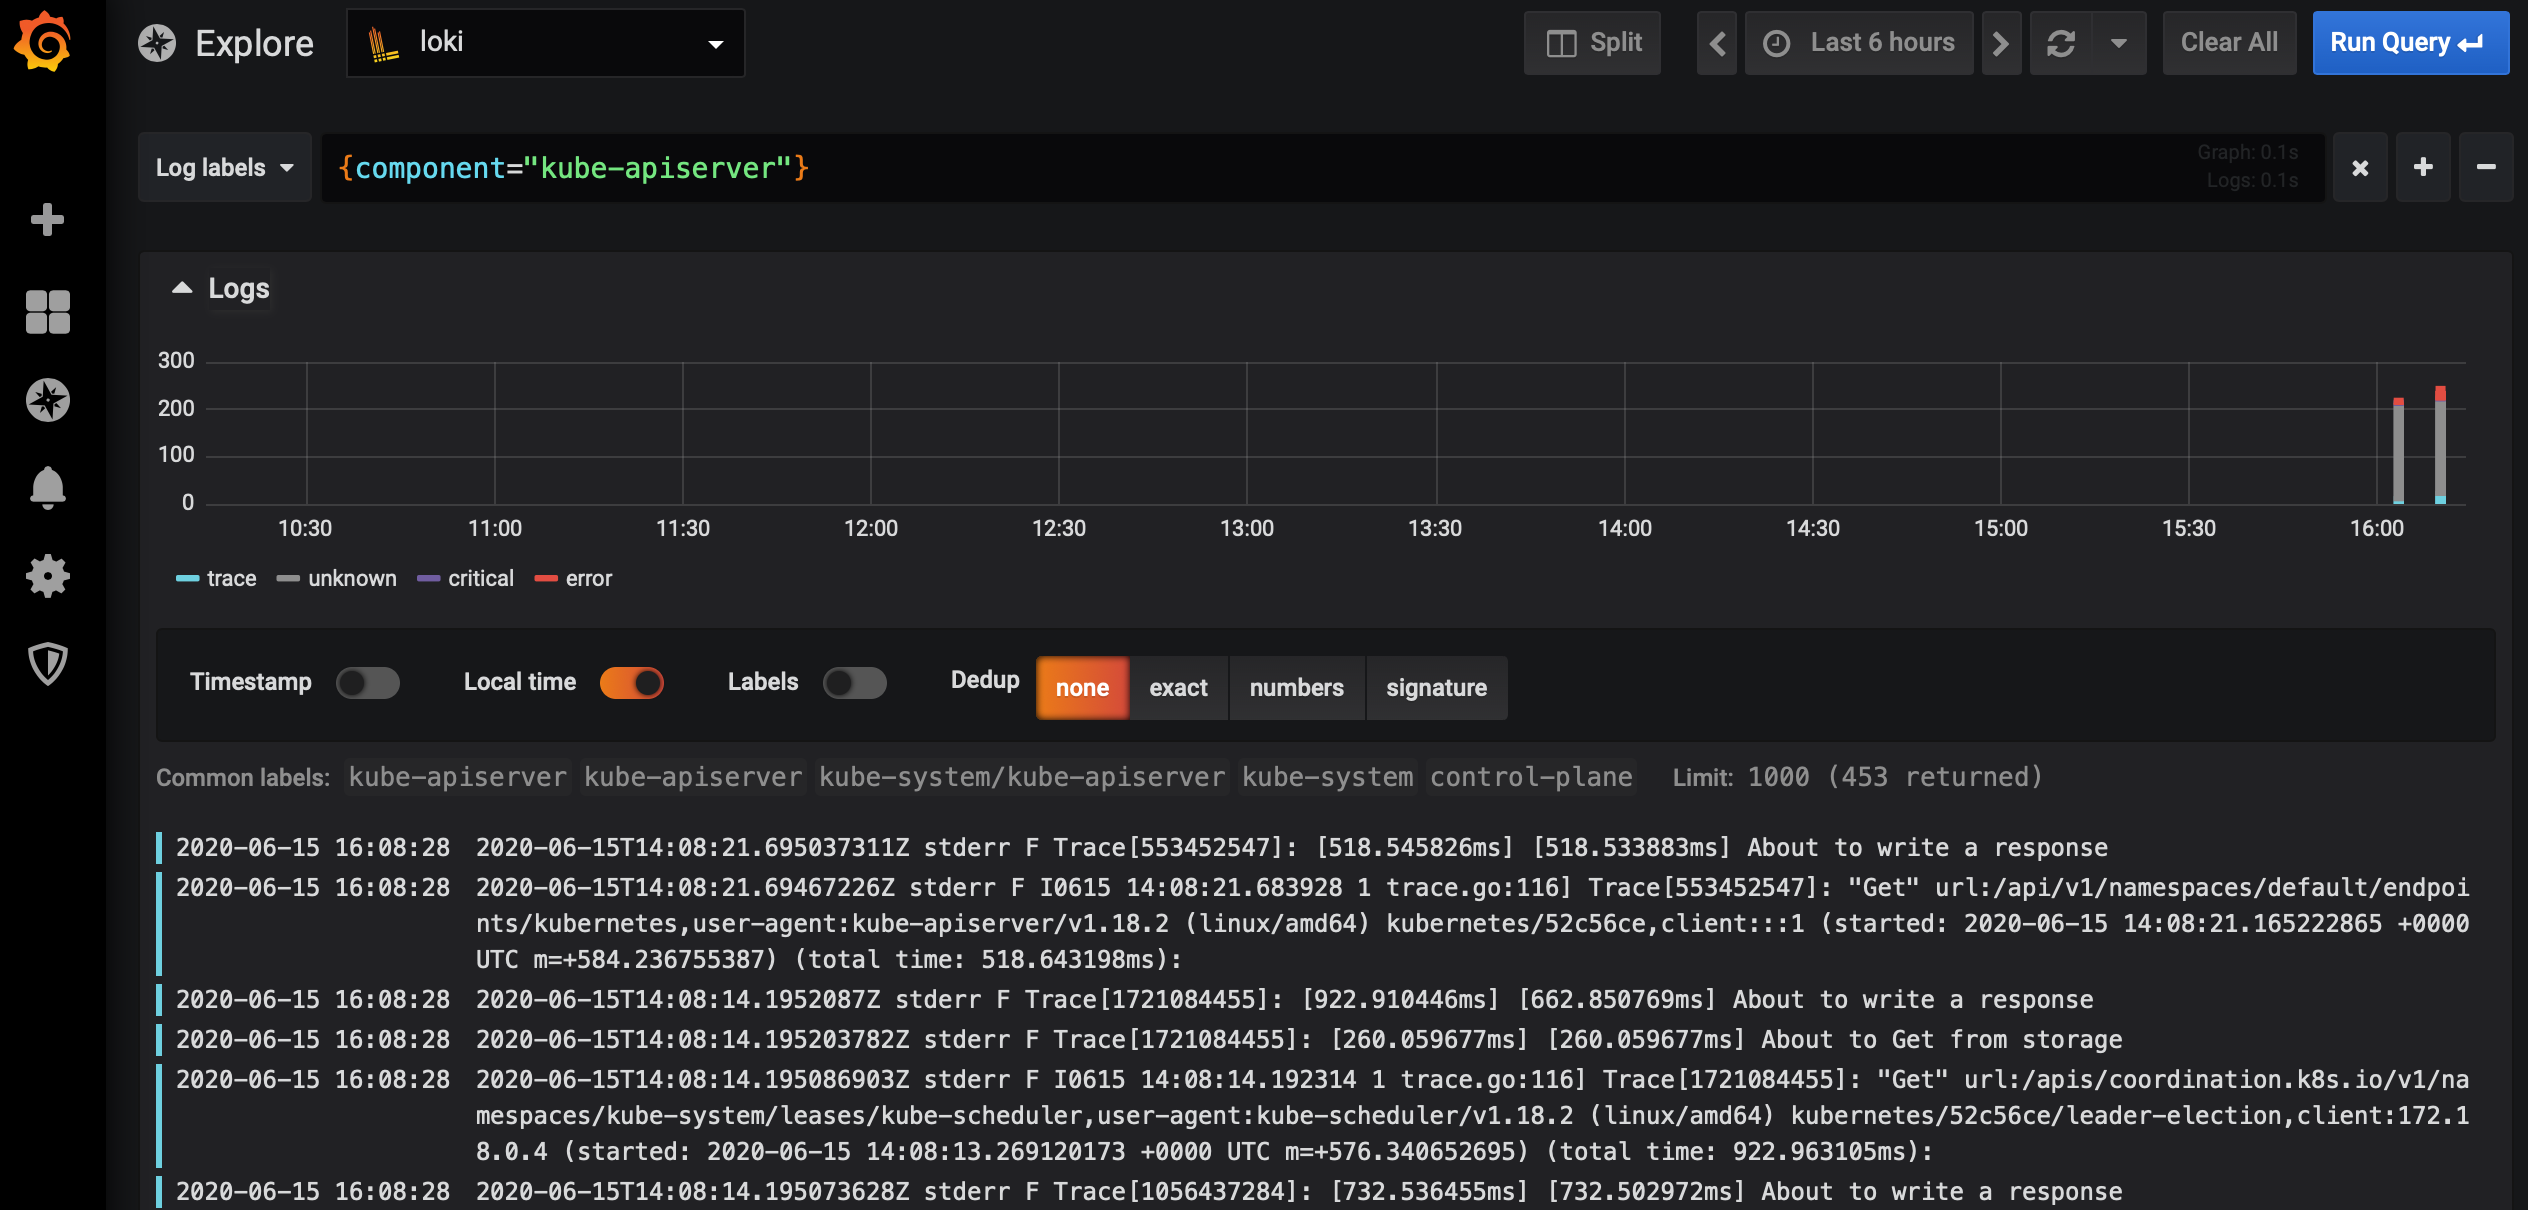 Explore loki Split Last 6 hours Clear All Run Query
Log labels {component="kube-apiserver"} Graph: 0.1s
Logs: 0.1s
Logs
300
200
100
0
10:30 11:00 11:30 12:00 12:30 13:00 13:30 14:00 14:30 15:00 15:30 16:00
trace unknown critical error
Timestamp Local time Labels Dedup none exact numbers signature
Common labels: kube-apiserver kube-apiserver kube-system/kube-apiserver kube-system control-plane Limit: 1000 (453 returned)
2020-06-15 16:08:28 2020-06-15T14:08:21.695037311Z stderr F Trace[553452547]: [518.545826ms] [518.533883ms] About to write a response
2020-06-15 16:08:28 2020-06-15T14:08:21.69467226Z stderr F I0615 14:08:21.683928 1 trace.go:116] Trace[553452547]: "Get" url:/api/v1/namespaces/default/endpoi
nts/kubernetes,user-agent:kube-apiserver/v1.18.2 (linux/amd64) kubernetes/52c56ce,client:::1 (started: 2020-06-15 14:08:21.165222865 +0000
UTC m=+584.236755387) (total time: 518.643198ms):
2020-06-15 16:08:28 2020-06-15T14:08:14.1952087Z stderr F Trace[1721084455]: [922.910446ms] [662.850769ms] About to write a response
2020-06-15 16:08:28 2020-06-15T14:08:14.195203782Z stderr F Trace[1721084455]: [260.059677ms] [260.059677ms] About to Get from storage
2020-06-15 16:08:28 2020-06-15T14:08:14.195086903Z stderr F I0615 14:08:14.192314 1 trace.go:116] Trace[1721084455]: "Get" url:/apis/coordination.k8s.io/v1/na
mespaces/kube-system/leases/kube-scheduler,user-agent:kube-scheduler/v1.18.2 (linux/amd64) kubernetes/52c56ce/leader-election,client:172.1
8.0.4 (started: 2020-06-15 14:08:13.269120173 +0000 UTC m=+576.340652695) (total time: 922.963105ms):
2020-06-15 16:08:28 2020-06-15T14:08:14.195073628Z stderr F Trace[1056437284]: [732.536455ms] [732.502972ms] About to write a response